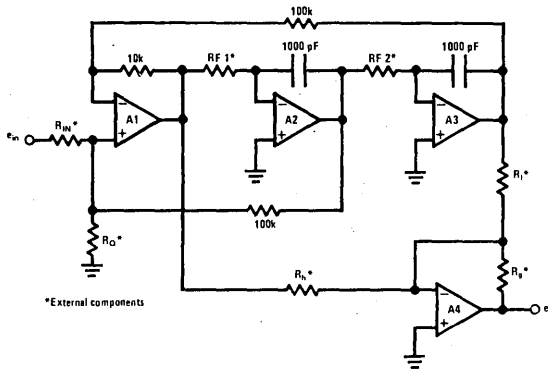 100k
1000 pF
1000 pF
10k
RF 1*
RF 2*
A1
A2
A3
e_in
R_IN*
R_Q*
100k
R_l*
R_h*
R_g*
A4
e
*External components